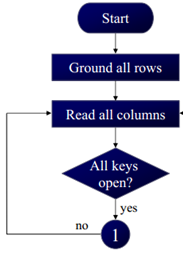 Start
Ground all rows
Read all columns
All keys
open?
yes
no
1